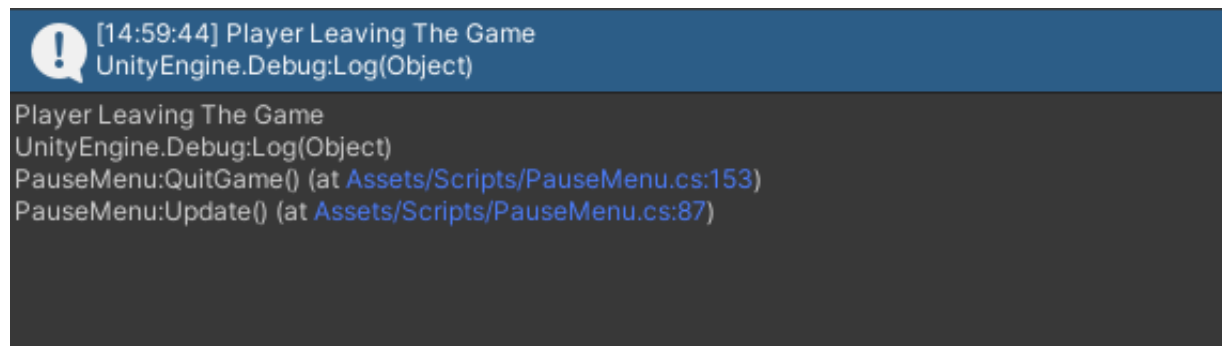 [14:59:44] Player Leaving The Game
UnityEngine.Debug:Log(Object)
Player Leaving The Game
UnityEngine.Debug:Log(Object)
PauseMenu:QuitGame() (at Assets/Scripts/PauseMenu.cs:153)
PauseMenu:Update() (at Assets/Scripts/PauseMenu.cs:87)